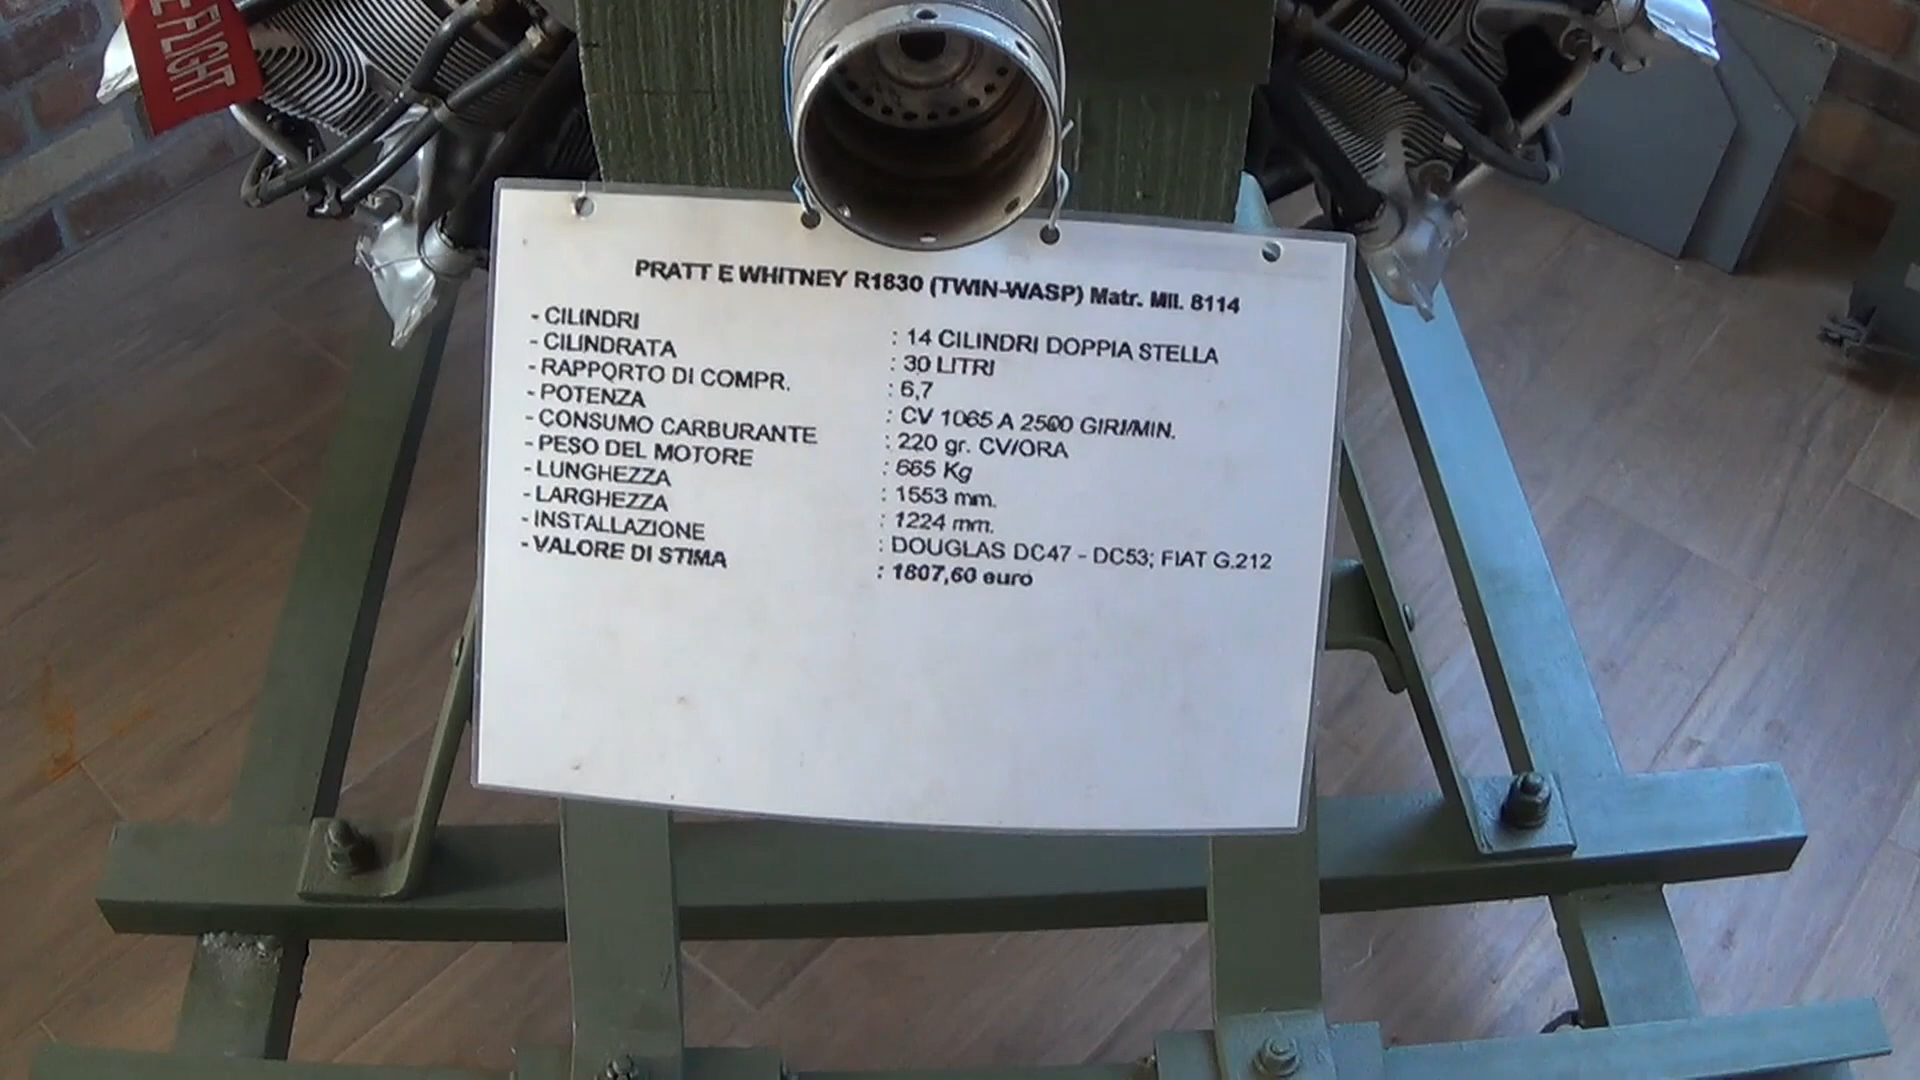 E FLIGHT
PRATT E WHITNEY R1830 (TWIN-WASP) Matr. Mil. 8114
- CILINDRI : 14 CILINDRI DOPPIA STELLA
- CILINDRATA : 30 LITRI
- RAPPORTO DI COMPR. : 6,7
- POTENZA : CV 1065 A 2500 GIRI/MIN.
- CONSUMO CARBURANTE : 220 gr. CV/ORA
- PESO DEL MOTORE : 665 Kg
- LUNGHEZZA : 1553 mm.
- LARGHEZZA : 1224 mm.
- INSTALLAZIONE : DOUGLAS DC47 - DC53; FIAT G.212
- VALORE DI STIMA : 1807,60 euro